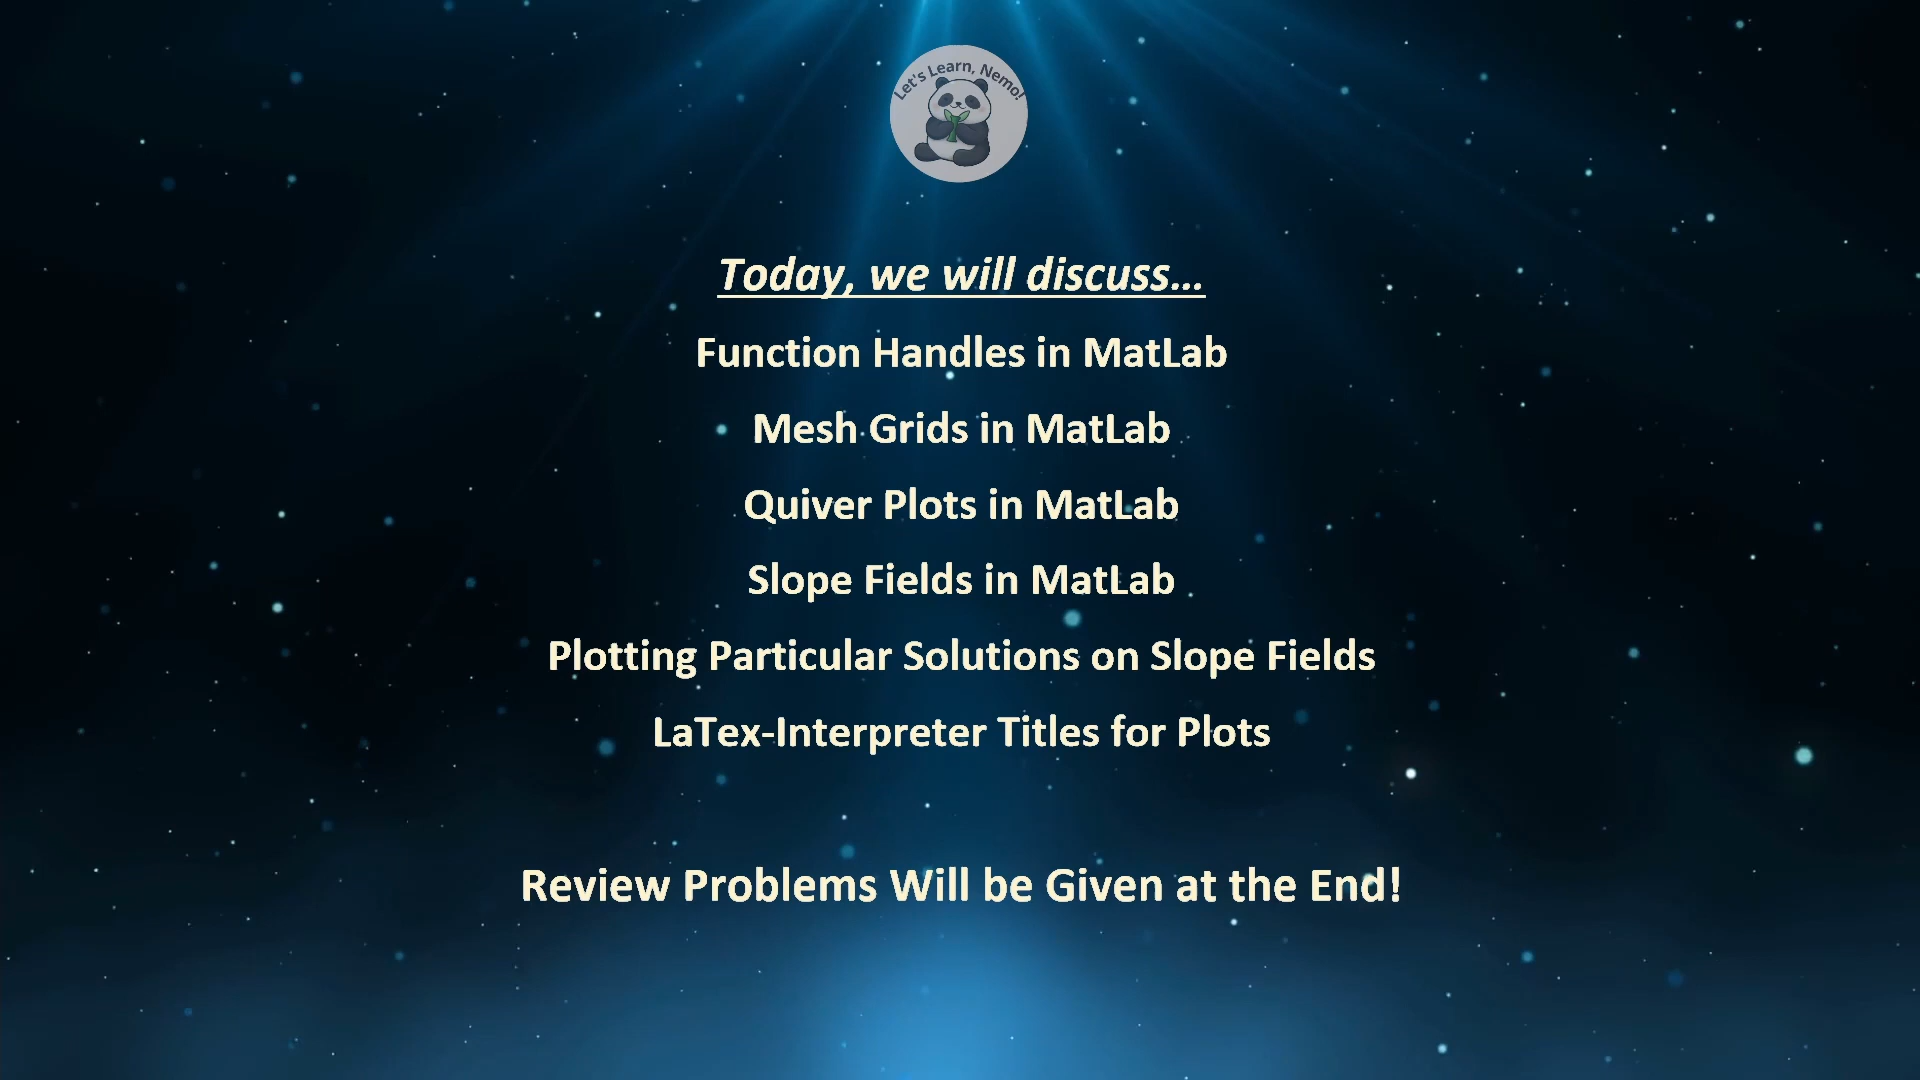 Let's Learn, Nemo!
Today, we will discuss...
Function Handles in MatLab
Mesh Grids in MatLab
Quiver Plots in MatLab
Slope Fields in MatLab
Plotting Particular Solutions on Slope Fields
LaTex-Interpreter Titles for Plots
Review Problems Will be Given at the End!